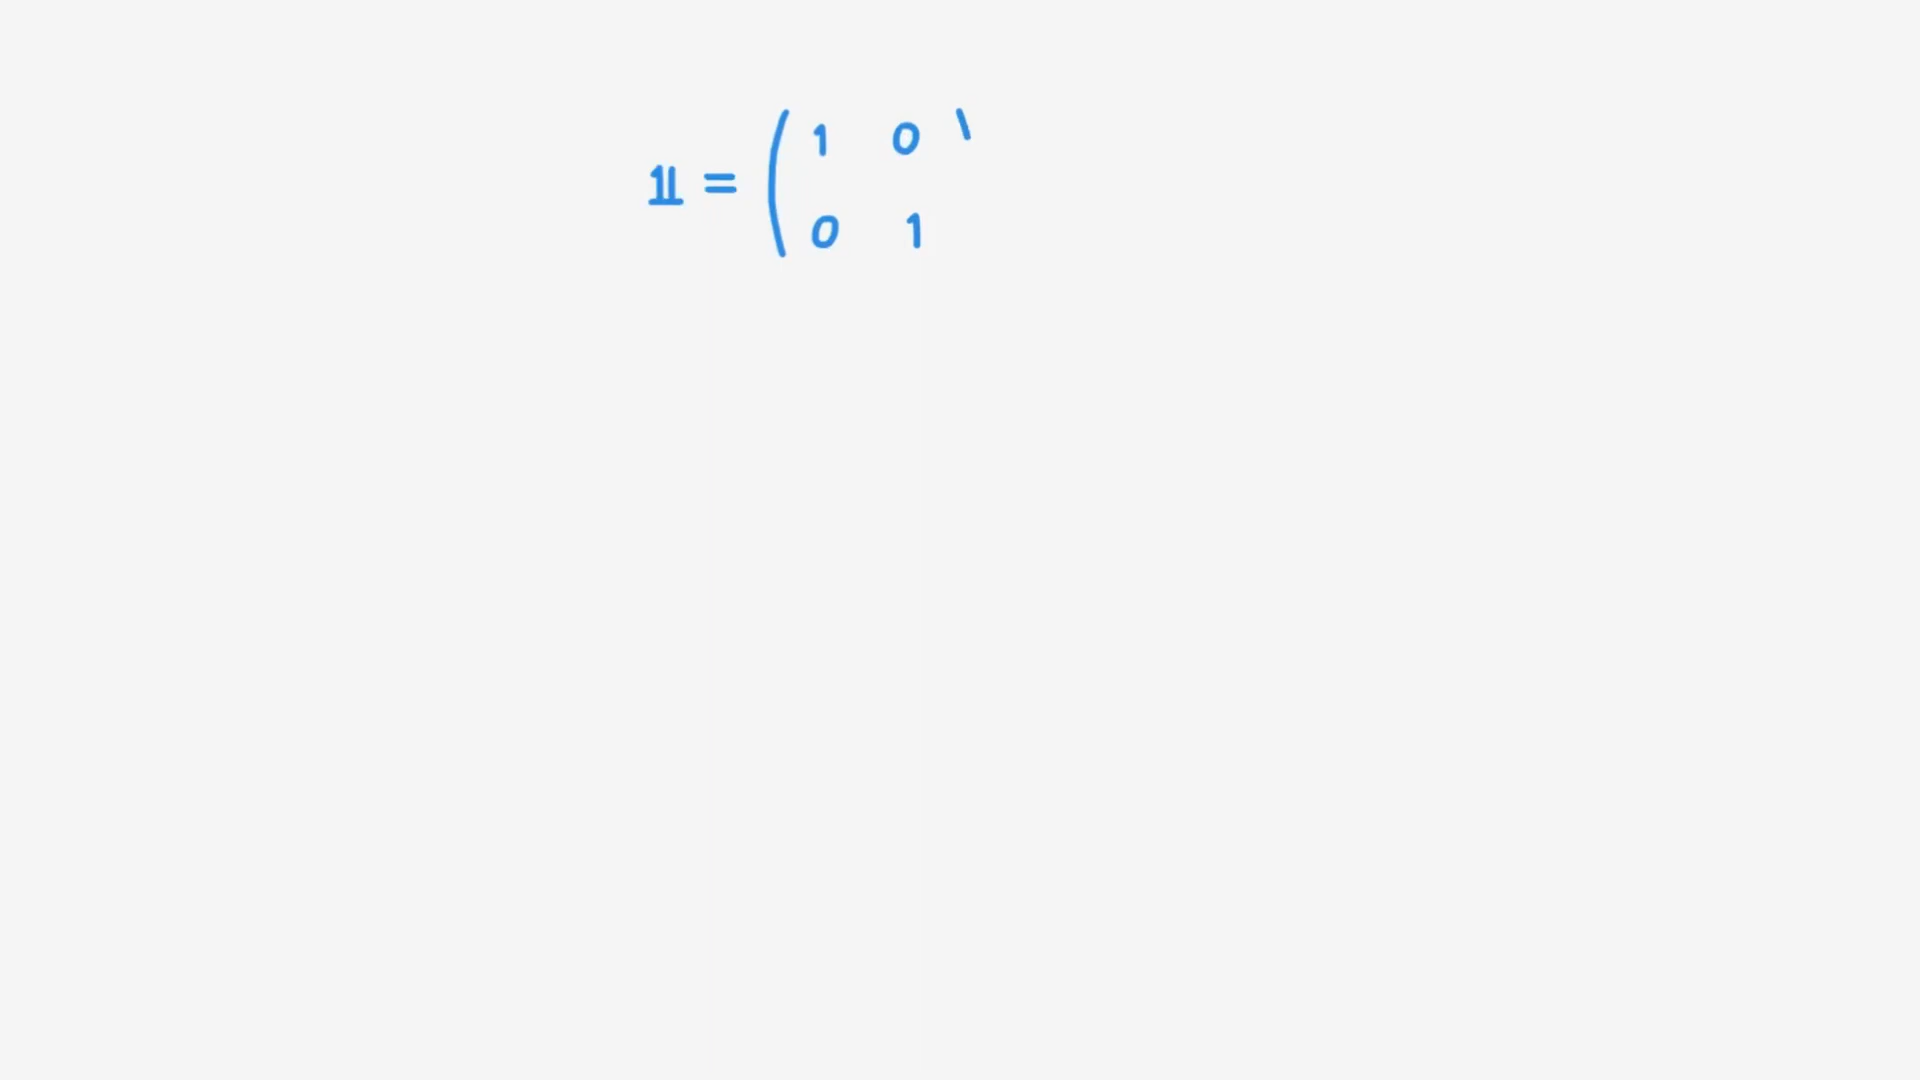 𝟙 = ( 1 0
0 1